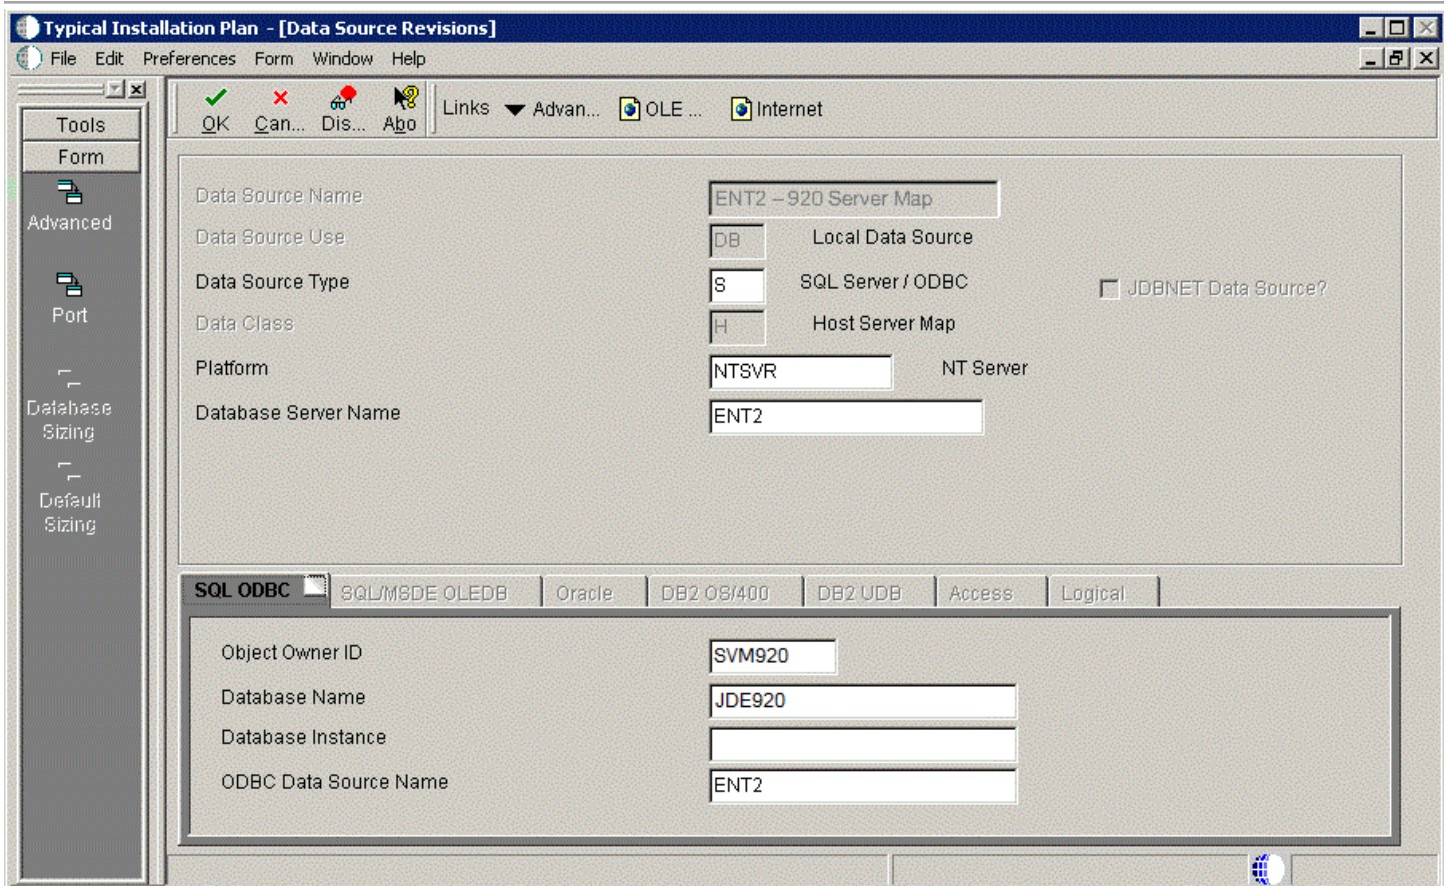 Typical Installation Plan - [Data Source Revisions]
File Edit Preferences Form Window Help
Tools
Form
Advanced
Port
Database
Sizing
Default
Sizing
OK Can... Dis... Abo Links Advan... OLE ... Internet
Data Source Name ENT2 – 920 Server Map
Data Source Use DB Local Data Source
Data Source Type S SQL Server / ODBC JDBNET Data Source?
Data Class H Host Server Map
Platform NTSVR NT Server
Database Server Name ENT2
SQL ODBC SQL/MSDE OLEDB Oracle DB2 OS/400 DB2 UDB Access Logical
Object Owner ID SVM920
Database Name JDE920
Database Instance
ODBC Data Source Name ENT2